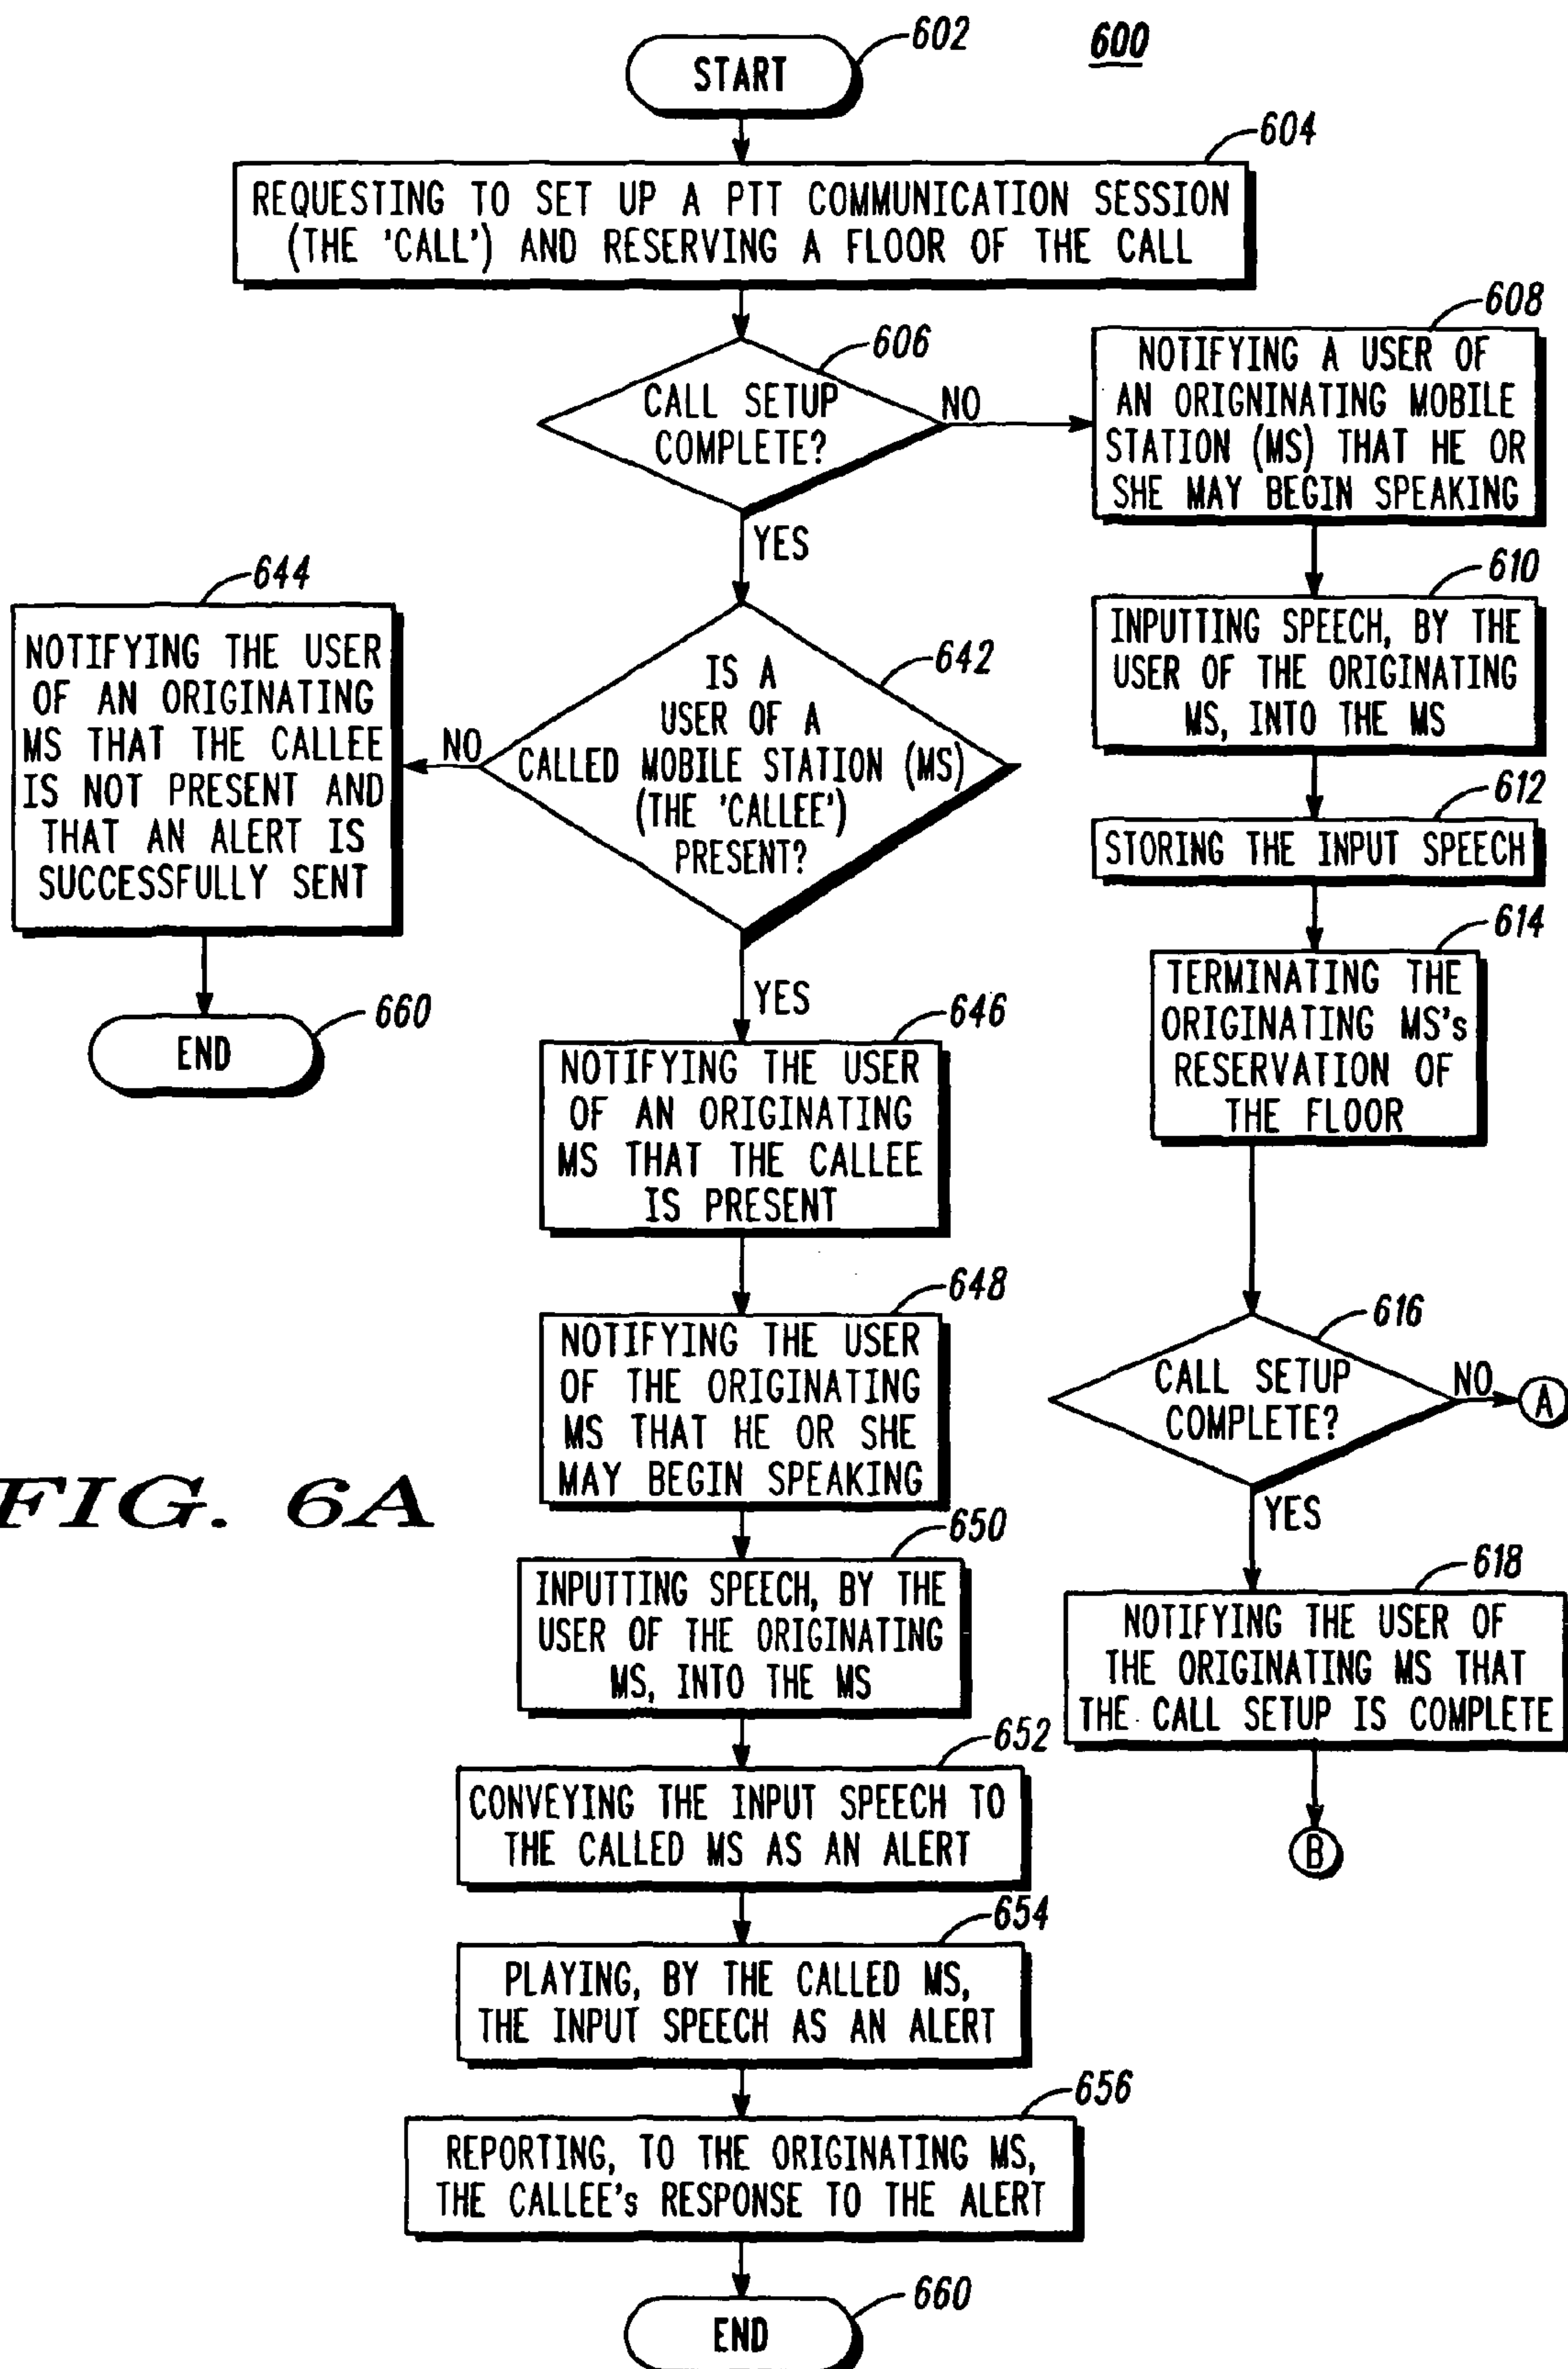 600
602
START
604
REQUESTING TO SET UP A PTT COMMUNICATION SESSION
(THE 'CALL') AND RESERVING A FLOOR OF THE CALL
606
CALL SETUP
COMPLETE?
NO
YES
608
NOTIFYING A USER OF
AN ORIGNINATING MOBILE
STATION (MS) THAT HE OR
SHE MAY BEGIN SPEAKING
610
INPUTTING SPEECH, BY THE
USER OF THE ORIGINATING
MS, INTO THE MS
612
STORING THE INPUT SPEECH
614
TERMINATING THE
ORIGINATING MS's
RESERVATION OF
THE FLOOR
616
CALL SETUP
COMPLETE?
NO
A
YES
618
NOTIFYING THE USER OF
THE ORIGINATING MS THAT
THE CALL SETUP IS COMPLETE
B
642
IS A
USER OF A
CALLED MOBILE STATION (MS)
(THE 'CALLEE')
PRESENT?
NO
YES
644
NOTIFYING THE USER
OF AN ORIGINATING
MS THAT THE CALLEE
IS NOT PRESENT AND
THAT AN ALERT IS
SUCCESSFULLY SENT
660
END
646
NOTIFYING THE USER
OF AN ORIGINATING
MS THAT THE CALLEE
IS PRESENT
648
NOTIFYING THE USER
OF THE ORIGINATING
MS THAT HE OR SHE
MAY BEGIN SPEAKING
650
INPUTTING SPEECH, BY THE
USER OF THE ORIGINATING
MS, INTO THE MS
652
CONVEYING THE INPUT SPEECH TO
THE CALLED MS AS AN ALERT
654
PLAYING, BY THE CALLED MS,
THE INPUT SPEECH AS AN ALERT
656
REPORTING, TO THE ORIGINATING MS,
THE CALLEE's RESPONSE TO THE ALERT
660
END
FIG. 6A